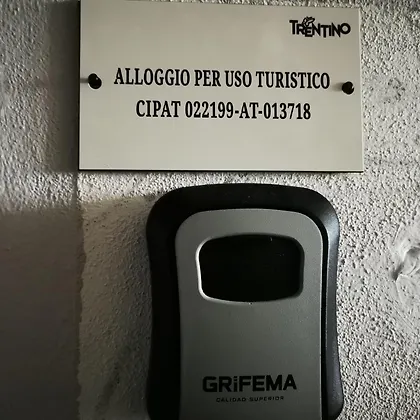 TRENTINO
ALLOGGIO PER USO TURISTICO
CIPAT 022199-AT-013718
GRiFEMA
CALIDAD SUPERIOR